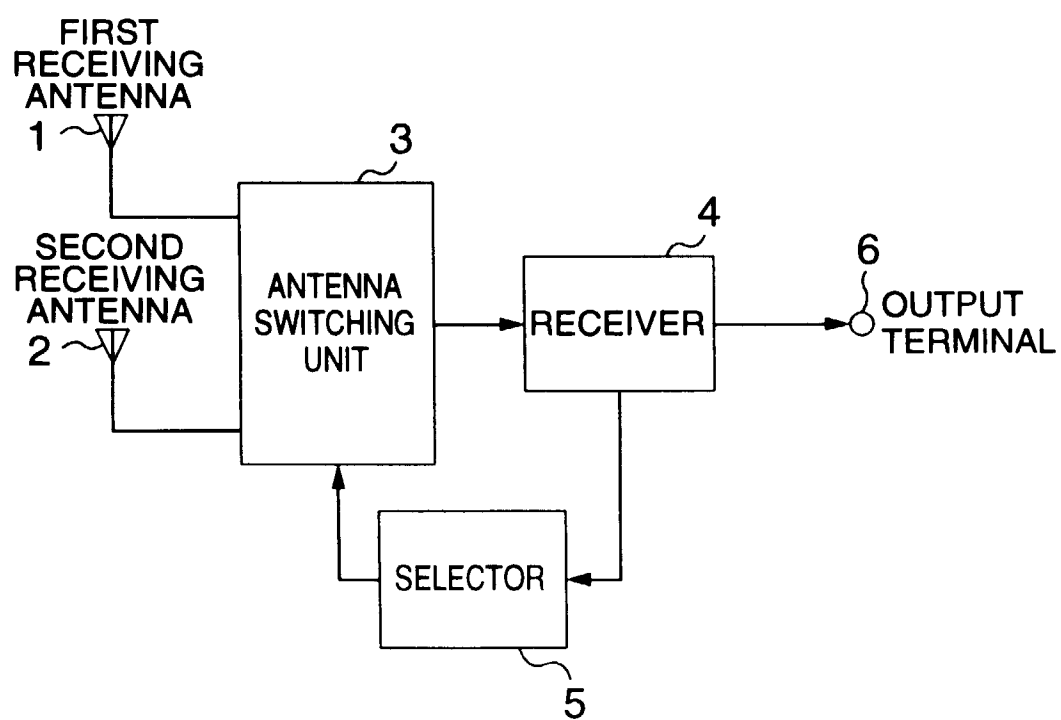 FIRST
RECEIVING
ANTENNA
1
3
SECOND
RECEIVING
ANTENNA
2
ANTENNA
SWITCHING
UNIT
4
RECEIVER
6
OUTPUT
TERMINAL
SELECTOR
5